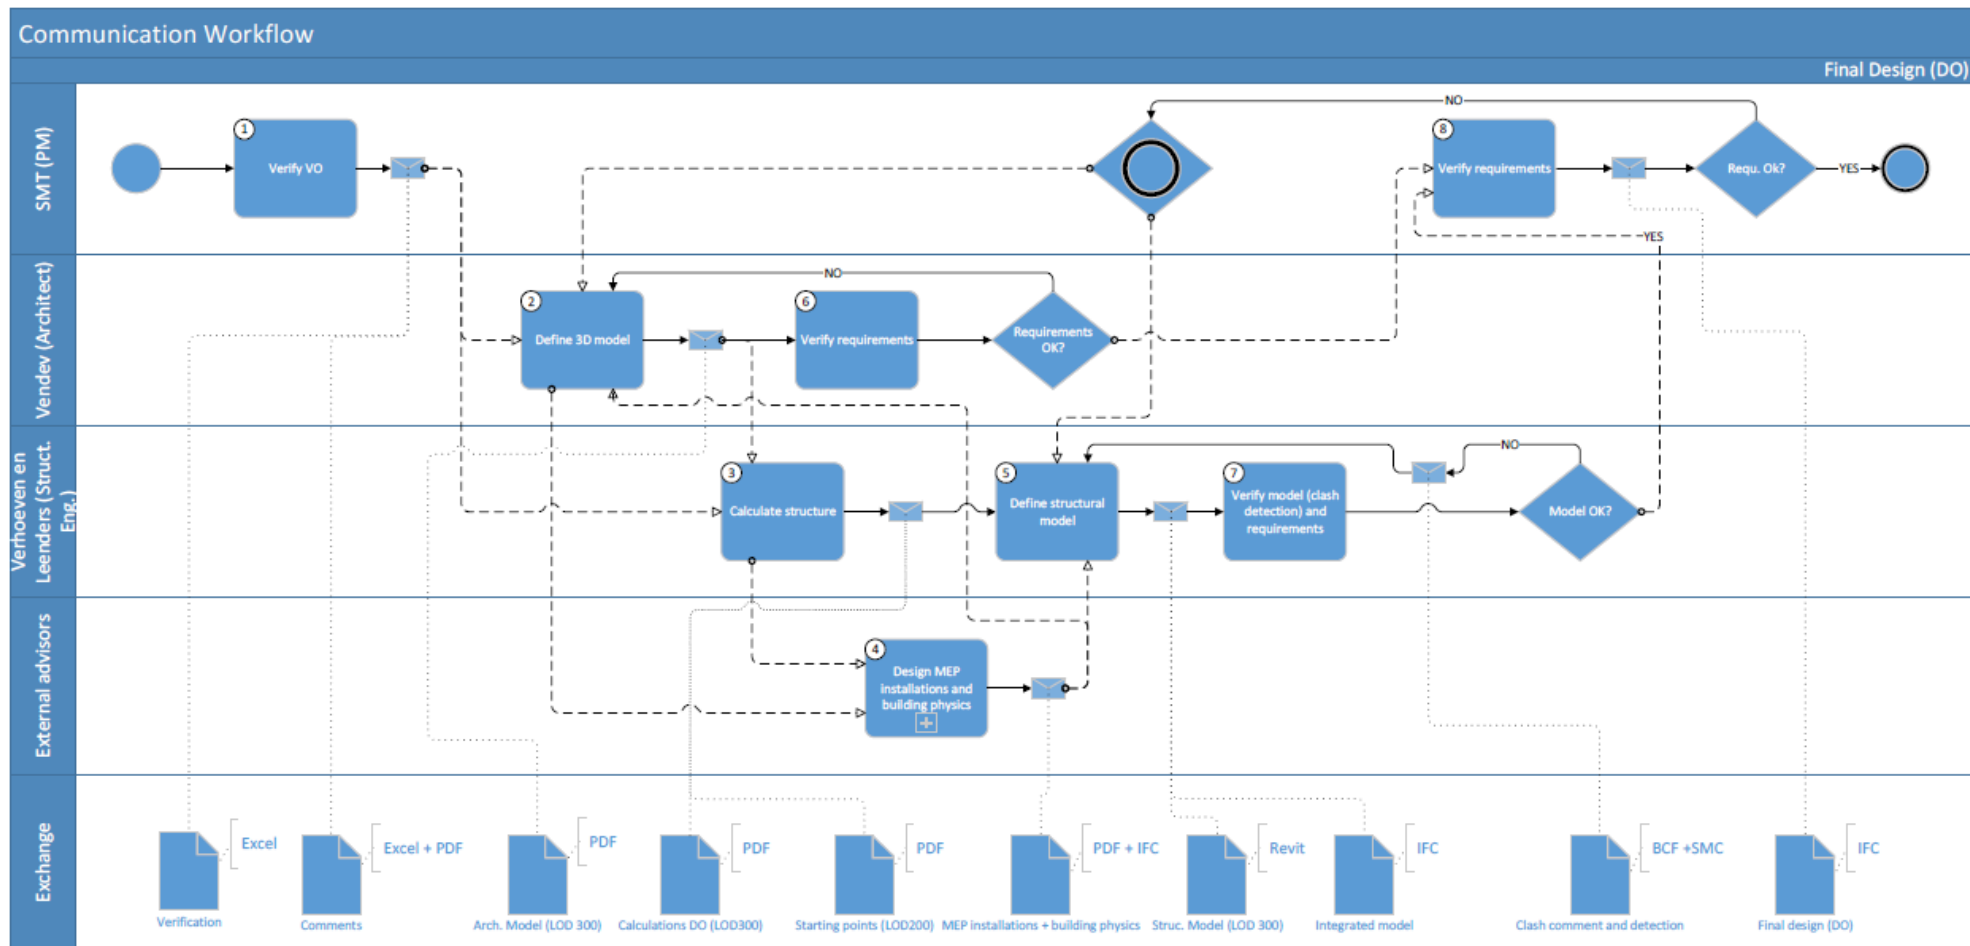 Communication Workflow
Final Design (DO)
SMT (PM)
1
Verify VO
NO
8
Verify requirements
Requ. Ok?
YES
YES
Vendev (Architect)
2
Define 3D model
NO
6
Verify requirements
Requirements
OK?
Verhoeven en
Leenders (Struct.
Eng.)
3
Calculate structure
5
Define structural
model
7
Verify model (clash
detection) and
requirements
NO
Model OK?
External advisors
4
Design MEP
installations and
building physics
Exchange
Excel
Verification
Excel + PDF
Comments
PDF
Arch. Model (LOD 300)
PDF
Calculations DO (LOD300)
PDF
Starting points (LOD200)
PDF + IFC
MEP installations + building physics
Revit
Struc. Model (LOD 300)
IFC
Integrated model
BCF +SMC
Clash comment and detection
IFC
Final design (DO)